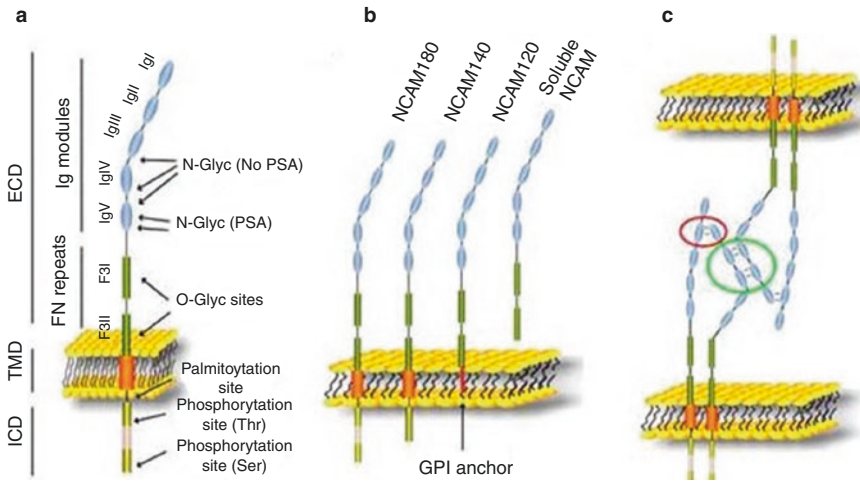 a
ECD
Ig modules
FN repeats
TMD
ICD
IgI
IgII
IgIII
IgIV
IgV
F3I
F3II
N-Glyc (No PSA)
N-Glyc (PSA)
O-Glyc sites
Palmitoytation
site
Phosphorytation
site (Thr)
Phosphorytation
site (Ser)
b
NCAM180
NCAM140
NCAM120
Soluble
NCAM
GPI anchor
c